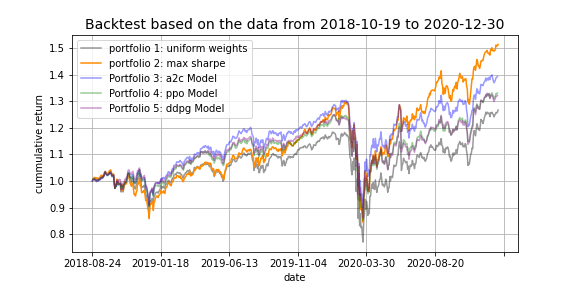 Backtest based on the data from 2018-10-19 to 2020-12-30
portfolio 1: uniform weights
portfolio 2: max sharpe
Portfolio 3: a2c Model
Portfolio 4: ppo Model
Portfolio 5: ddpg Model
cummulative return
1.5
1.4
1.3
1.2
1.1
1.0
0.9
0.8
2018-08-24 2019-01-18 2019-06-13 2019-11-04 2020-03-30 2020-08-20
date